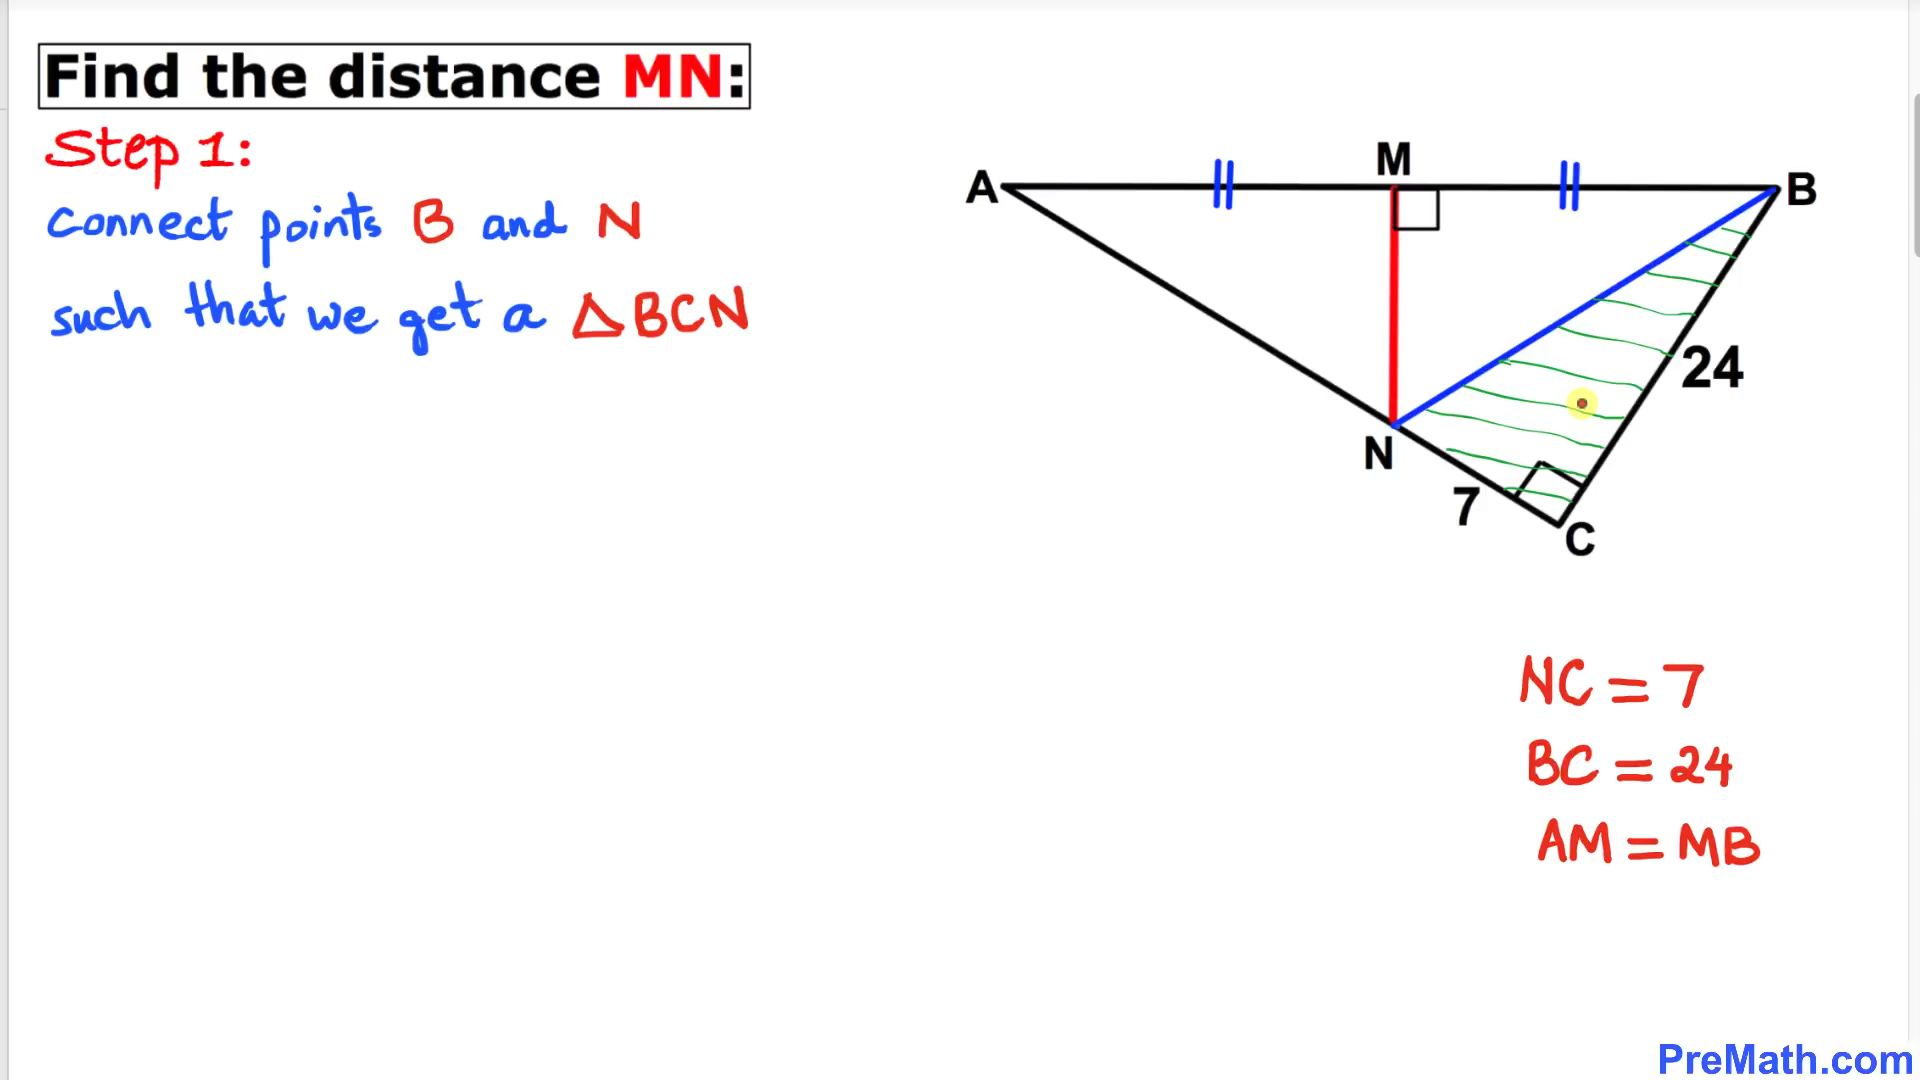 Find the distance MN:
Step 1:
Connect points B and N
such that we get a △BCN
A
M
B
24
N
7
C
NC = 7
BC = 24
AM = MB
PreMath.com